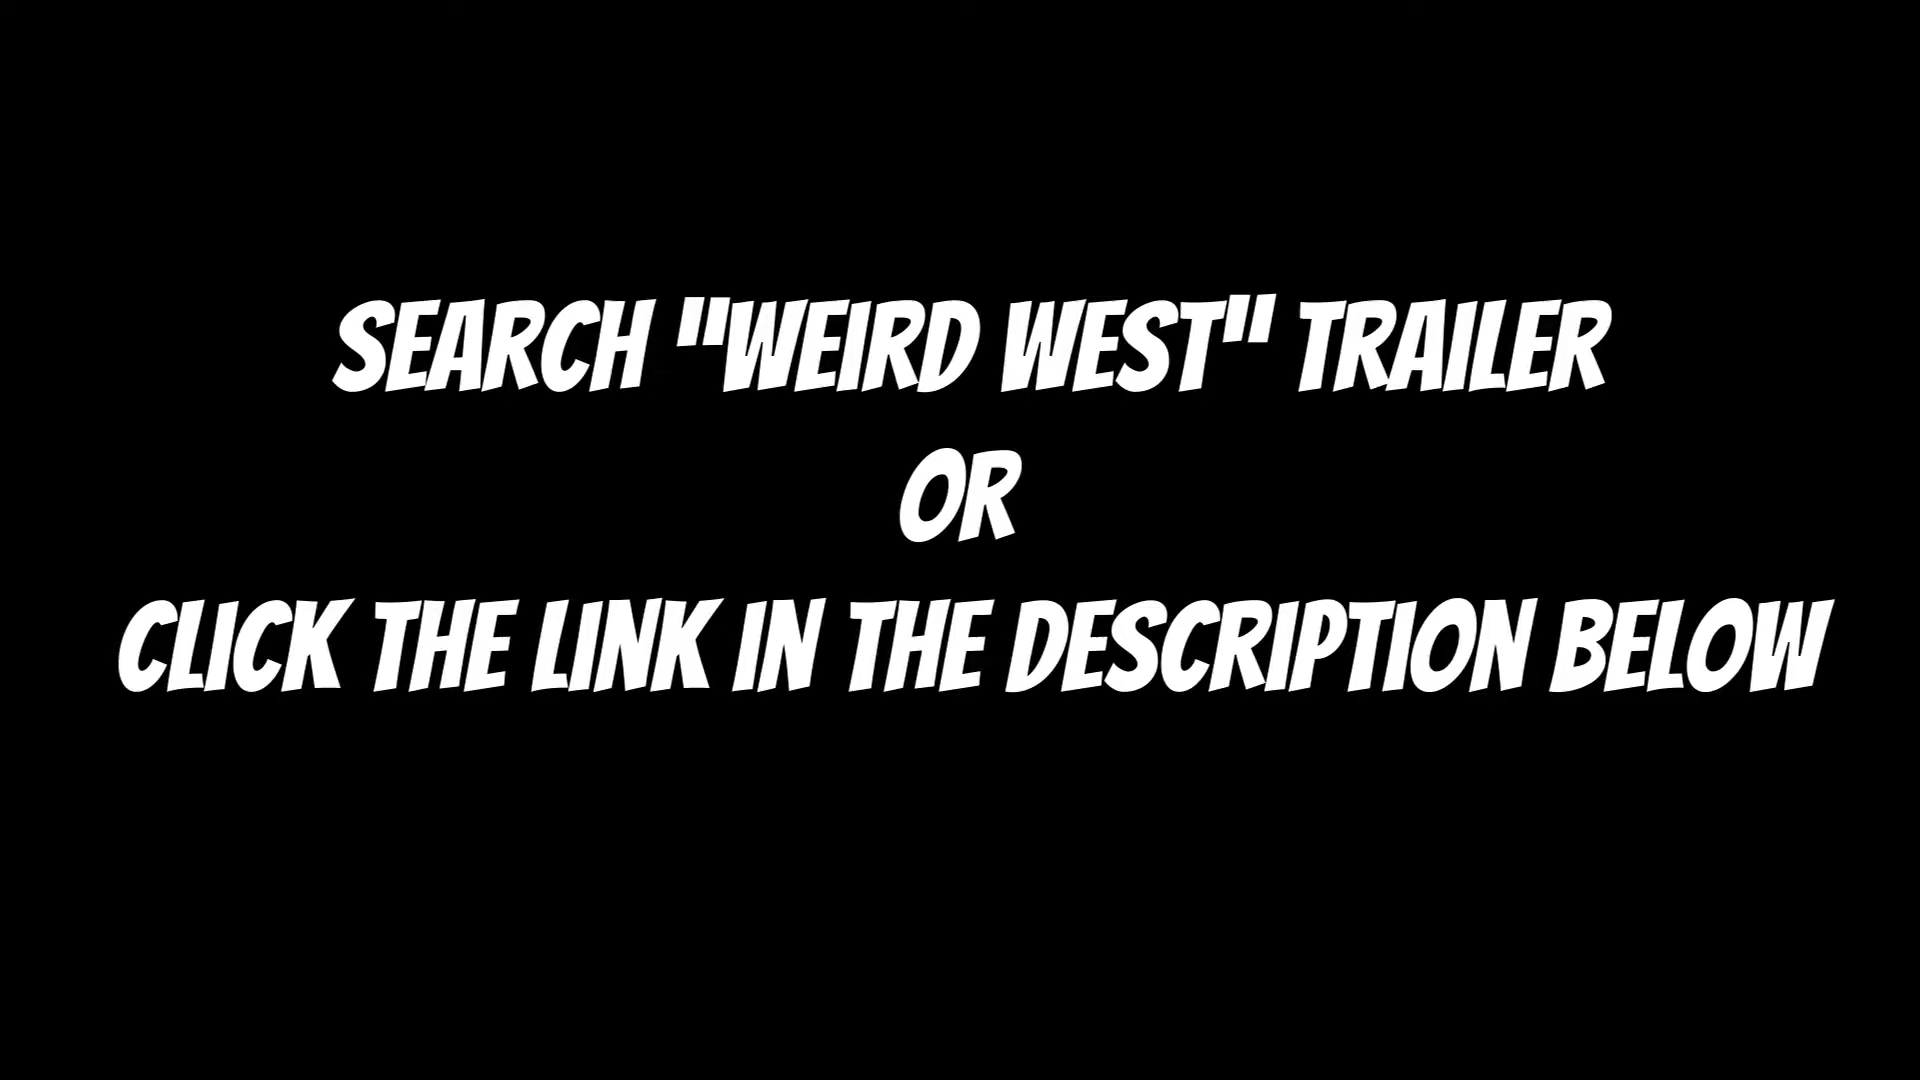 SEARCH "WEIRD WEST" TRAILER
OR
CLICK THE LINK IN THE DESCRIPTION BELOW